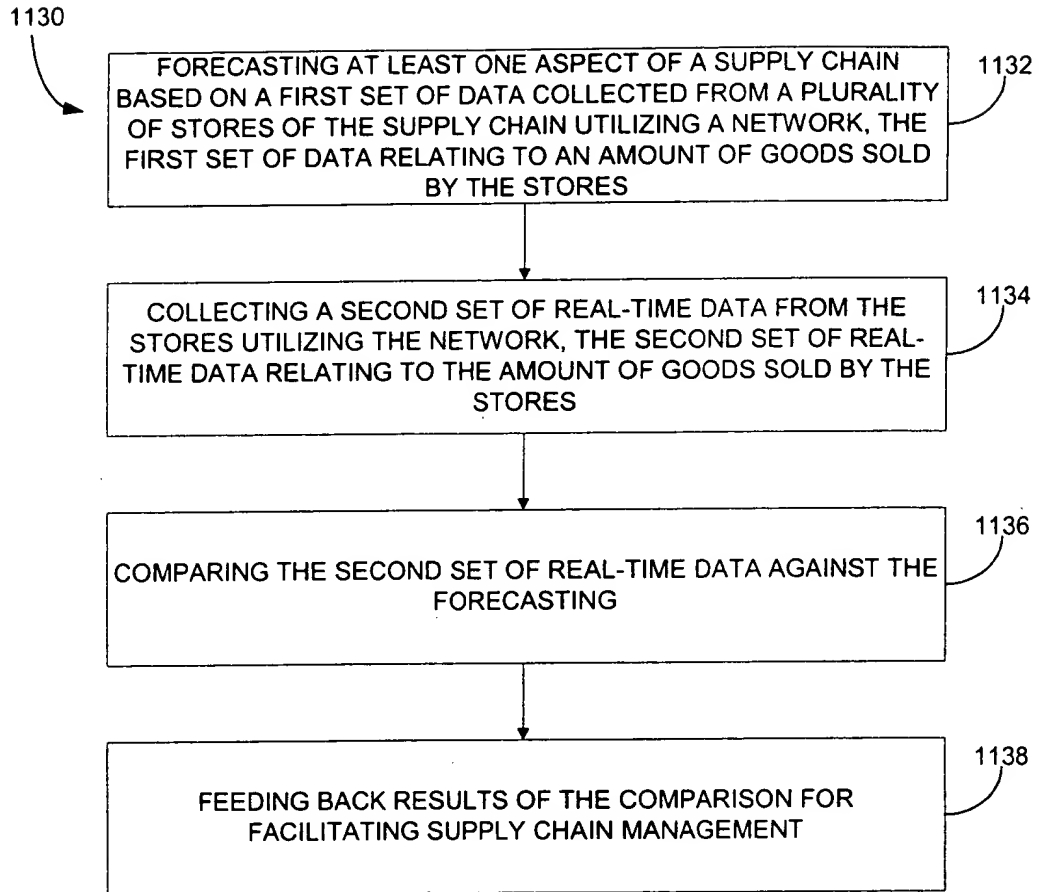 1130
FORECASTING AT LEAST ONE ASPECT OF A SUPPLY CHAIN
BASED ON A FIRST SET OF DATA COLLECTED FROM A PLURALITY
OF STORES OF THE SUPPLY CHAIN UTILIZING A NETWORK, THE
FIRST SET OF DATA RELATING TO AN AMOUNT OF GOODS SOLD
BY THE STORES
1132
COLLECTING A SECOND SET OF REAL-TIME DATA FROM THE
STORES UTILIZING THE NETWORK, THE SECOND SET OF REAL-
TIME DATA RELATING TO THE AMOUNT OF GOODS SOLD BY THE
STORES
1134
COMPARING THE SECOND SET OF REAL-TIME DATA AGAINST THE
FORECASTING
1136
FEEDING BACK RESULTS OF THE COMPARISON FOR
FACILITATING SUPPLY CHAIN MANAGEMENT
1138